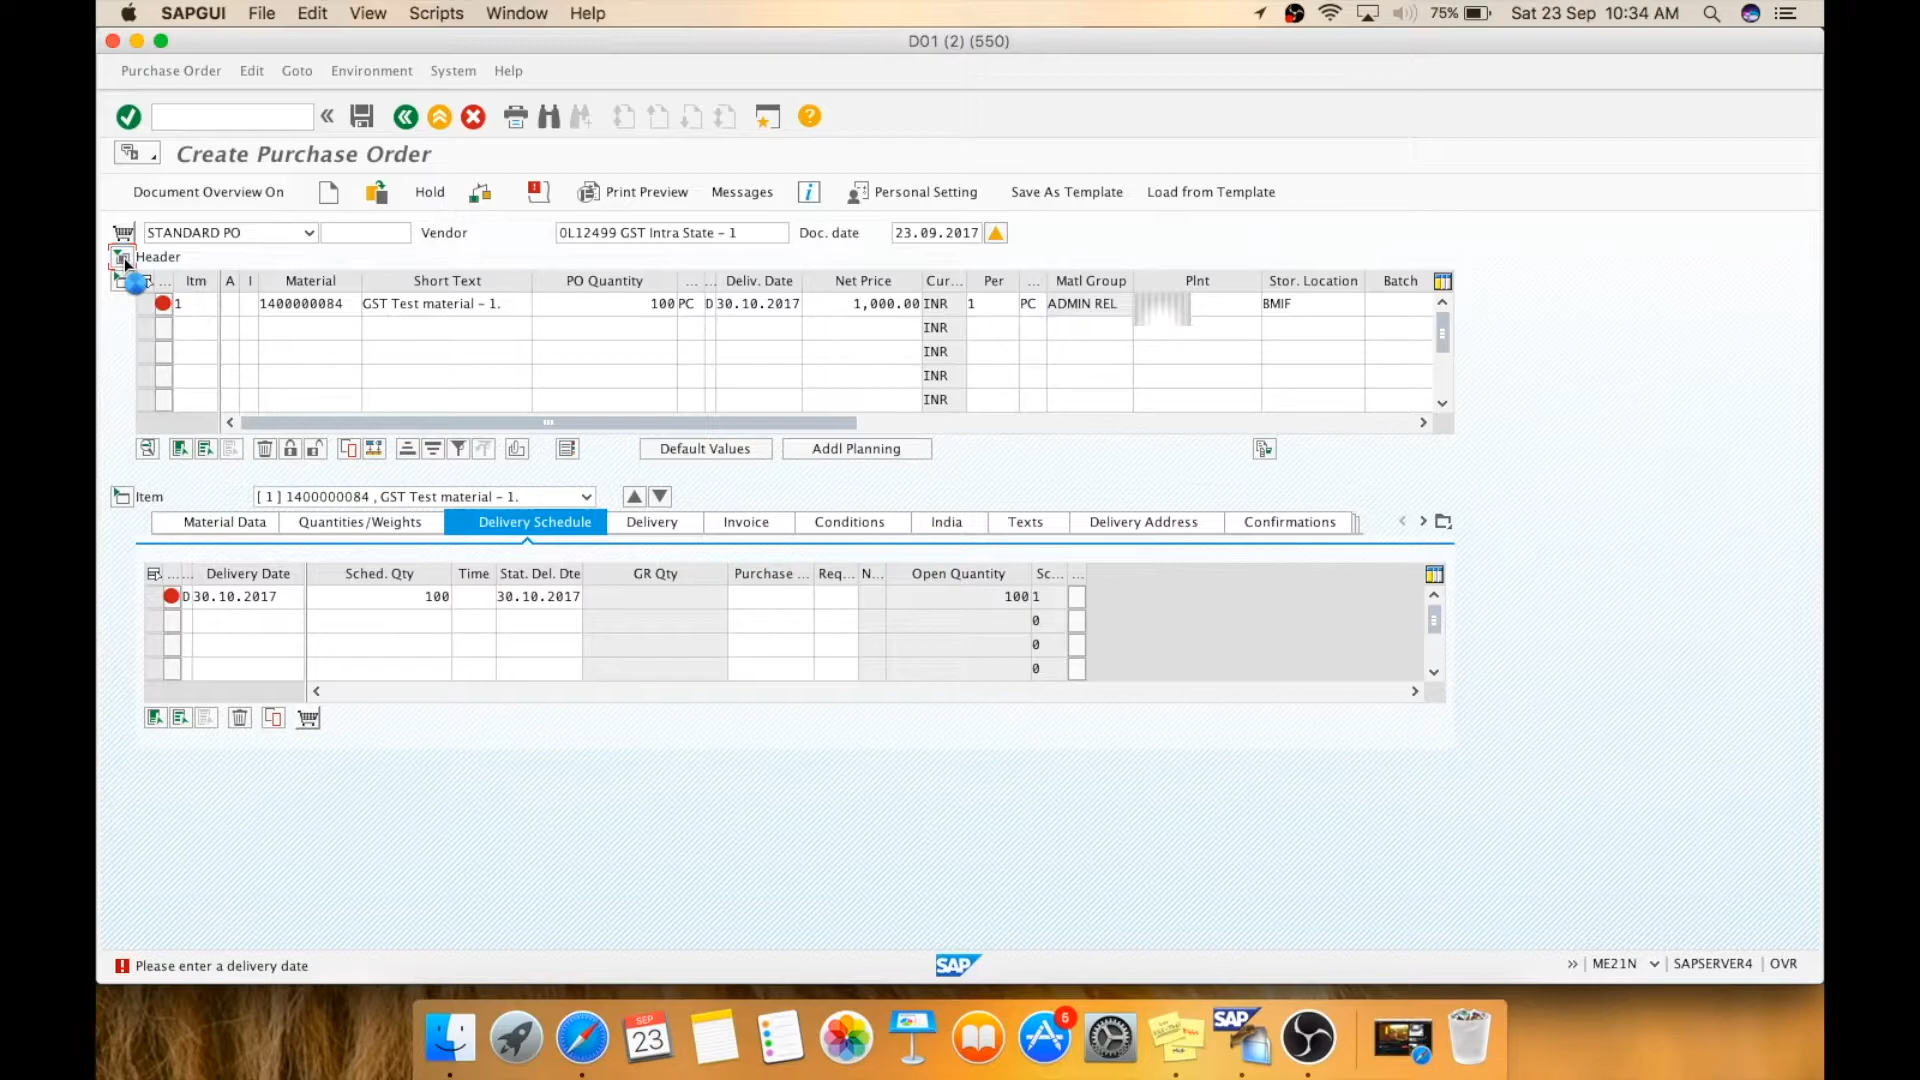 SAPGUI File Edit View Scripts Window Help 75% Sat 23 Sep 10:34 AM
D01 (2) (550)
Purchase Order Edit Goto Environment System Help
Create Purchase Order
Document Overview On Hold Print Preview Messages Personal Setting Save As Template Load from Template
STANDARD PO Vendor 0L12499 GST Intra State - 1 Doc. date 23.09.2017
Header
... Itm A I Material Short Text PO Quantity ... ... Deliv. Date Net Price Cur... Per ... Matl Group Plnt Stor. Location Batch
1 1400000084 GST Test material - 1. 100 PC D 30.10.2017 1,000.00 INR 1 PC ADMIN REL BMIF
INR
INR
INR
INR
Default Values Addl Planning
Item [ 1 ] 1400000084 , GST Test material - 1.
Material Data Quantities/Weights Delivery Schedule Delivery Invoice Conditions India Texts Delivery Address Confirmations
... ... Delivery Date Sched. Qty Time Stat. Del. Dte GR Qty Purchase ... Req... N... Open Quantity Sc... ...
D 30.10.2017 100 30.10.2017 100 1
0
0
0
Please enter a delivery date SAP ME21N SAPSERVER4 OVR
SEP
23
5
SAP